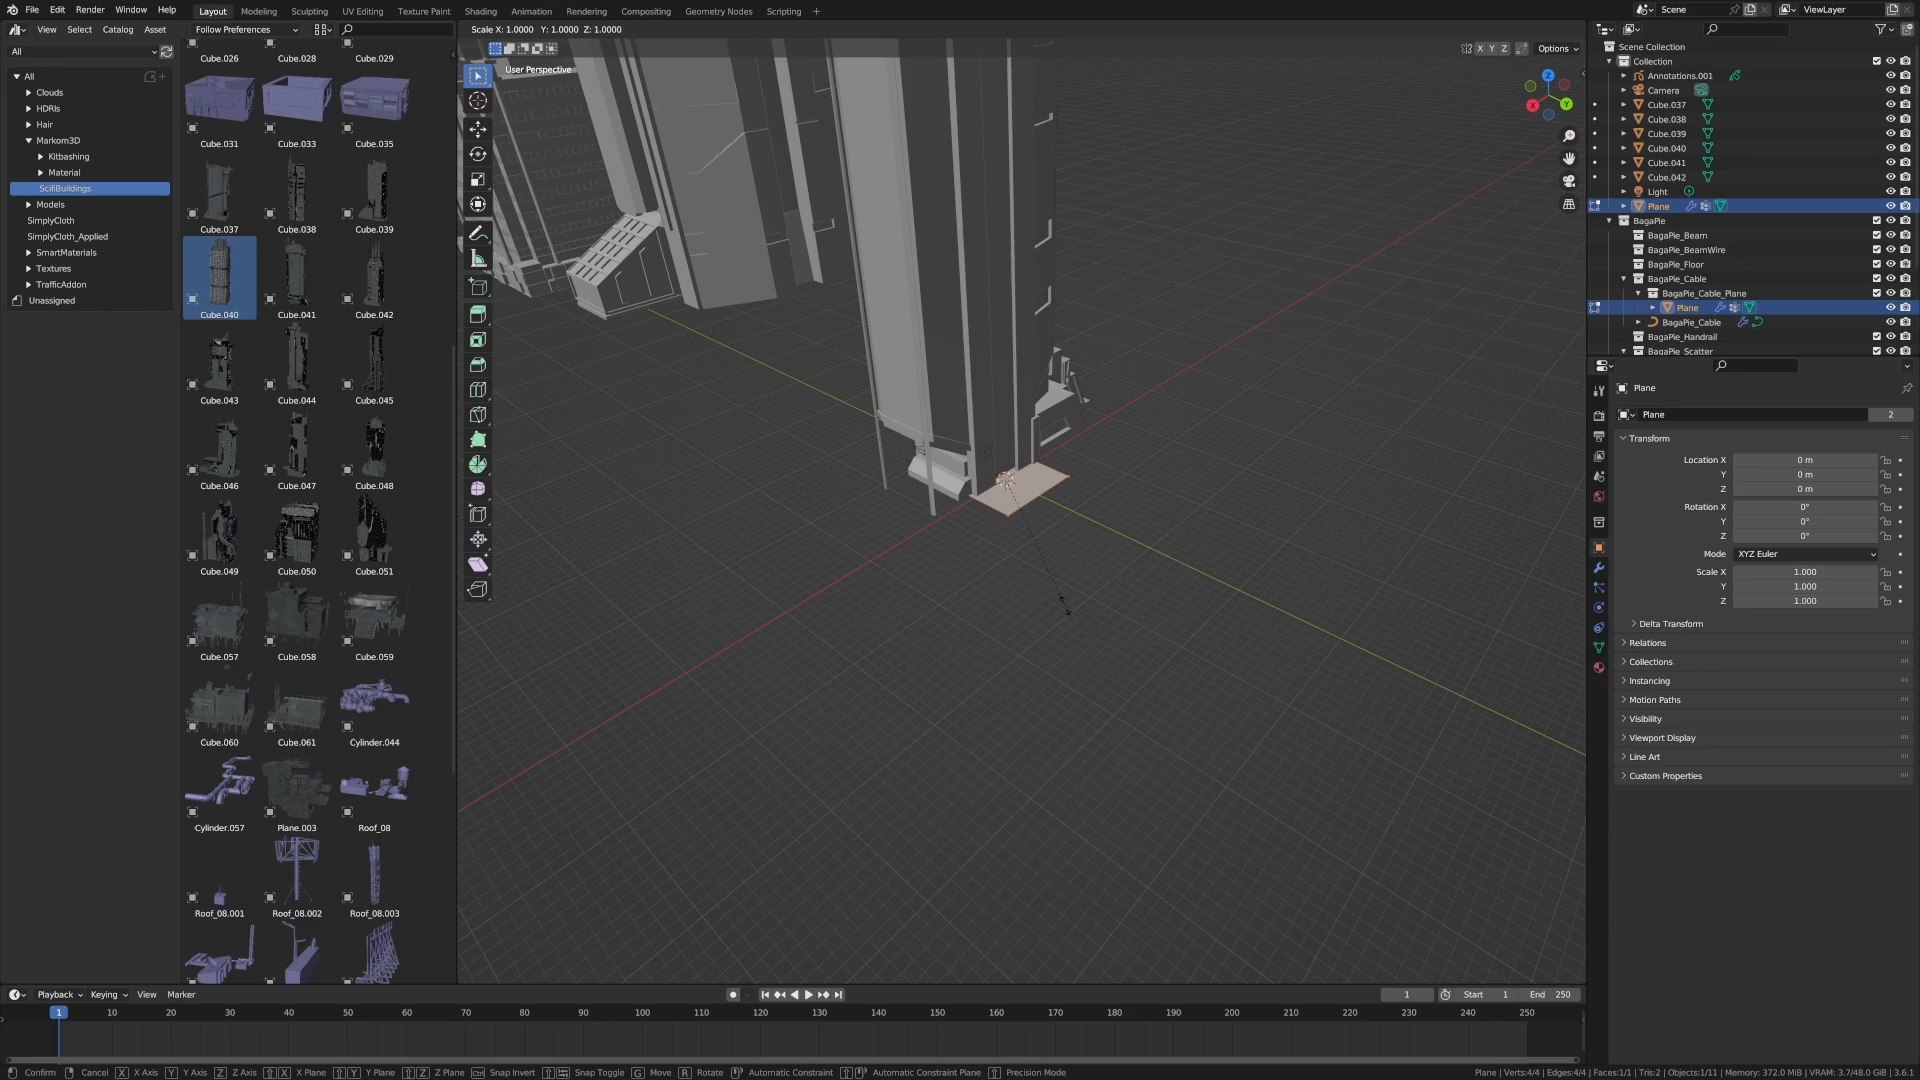 File Edit Render Window Help
Layout Modeling Sculpting UV Editing Texture Paint Shading Animation Rendering Compositing Geometry Nodes Scripting +
Scene
ViewLayer
View Select Catalog Asset
Follow Preferences
Scale X: 1.0000 Y: 1.0000 Z: 1.0000
All
All
Clouds
HDRIs
Hair
Markom3D
Kitbashing
Material
ScifiBuildings
Models
SimplyCloth
SimplyCloth_Applied
SmartMaterials
Textures
TrafficAddon
Unassigned
Cube.026 Cube.028 Cube.029
Cube.031 Cube.033 Cube.035
Cube.037 Cube.038 Cube.039
Cube.040 Cube.041 Cube.042
Cube.043 Cube.044 Cube.045
Cube.046 Cube.047 Cube.048
Cube.049 Cube.050 Cube.051
Cube.057 Cube.058 Cube.059
Cube.060 Cube.061 Cylinder.044
Cylinder.057 Plane.003 Roof_08
Roof_08.001 Roof_08.002 Roof_08.003
User Perspective
X Y Z
Options
Z
X
Y
Scene Collection
Collection
Annotations.001
Camera
Cube.037
Cube.038
Cube.039
Cube.040
Cube.041
Cube.042
Light
Plane
BagaPie
BagaPie_Beam
BagaPie_BeamWire
BagaPie_Floor
BagaPie_Cable
BagaPie_Cable_Plane
Plane
BagaPie_Cable
BagaPie_Handrail
BagaPie_Scatter
Plane
Plane 2
Transform
Location X 0 m
Y 0 m
Z 0 m
Rotation X 0°
Y 0°
Z 0°
Mode XYZ Euler
Scale X 1.000
Y 1.000
Z 1.000
Delta Transform
Relations
Collections
Instancing
Motion Paths
Visibility
Viewport Display
Line Art
Custom Properties
Playback Keying View Marker
1 Start 1 End 250
1 10 20 30 40 50 60 70 80 90 100 110 120 130 140 150 160 170 180 190 200 210 220 230 240 250
Confirm Cancel X X Axis Y Y Axis Z Z Axis X X Plane Y Y Plane Z Z Plane Ctrl Snap Invert Snap Toggle G Move R Rotate Automatic Constraint Automatic Constraint Plane Precision Mode
Plane | Verts:4/4 | Edges:4/4 | Faces:1/1 | Tris:2 | Objects:1/11 | Memory: 372.0 MiB | VRAM: 3.7/48.0 GiB | 3.6.1